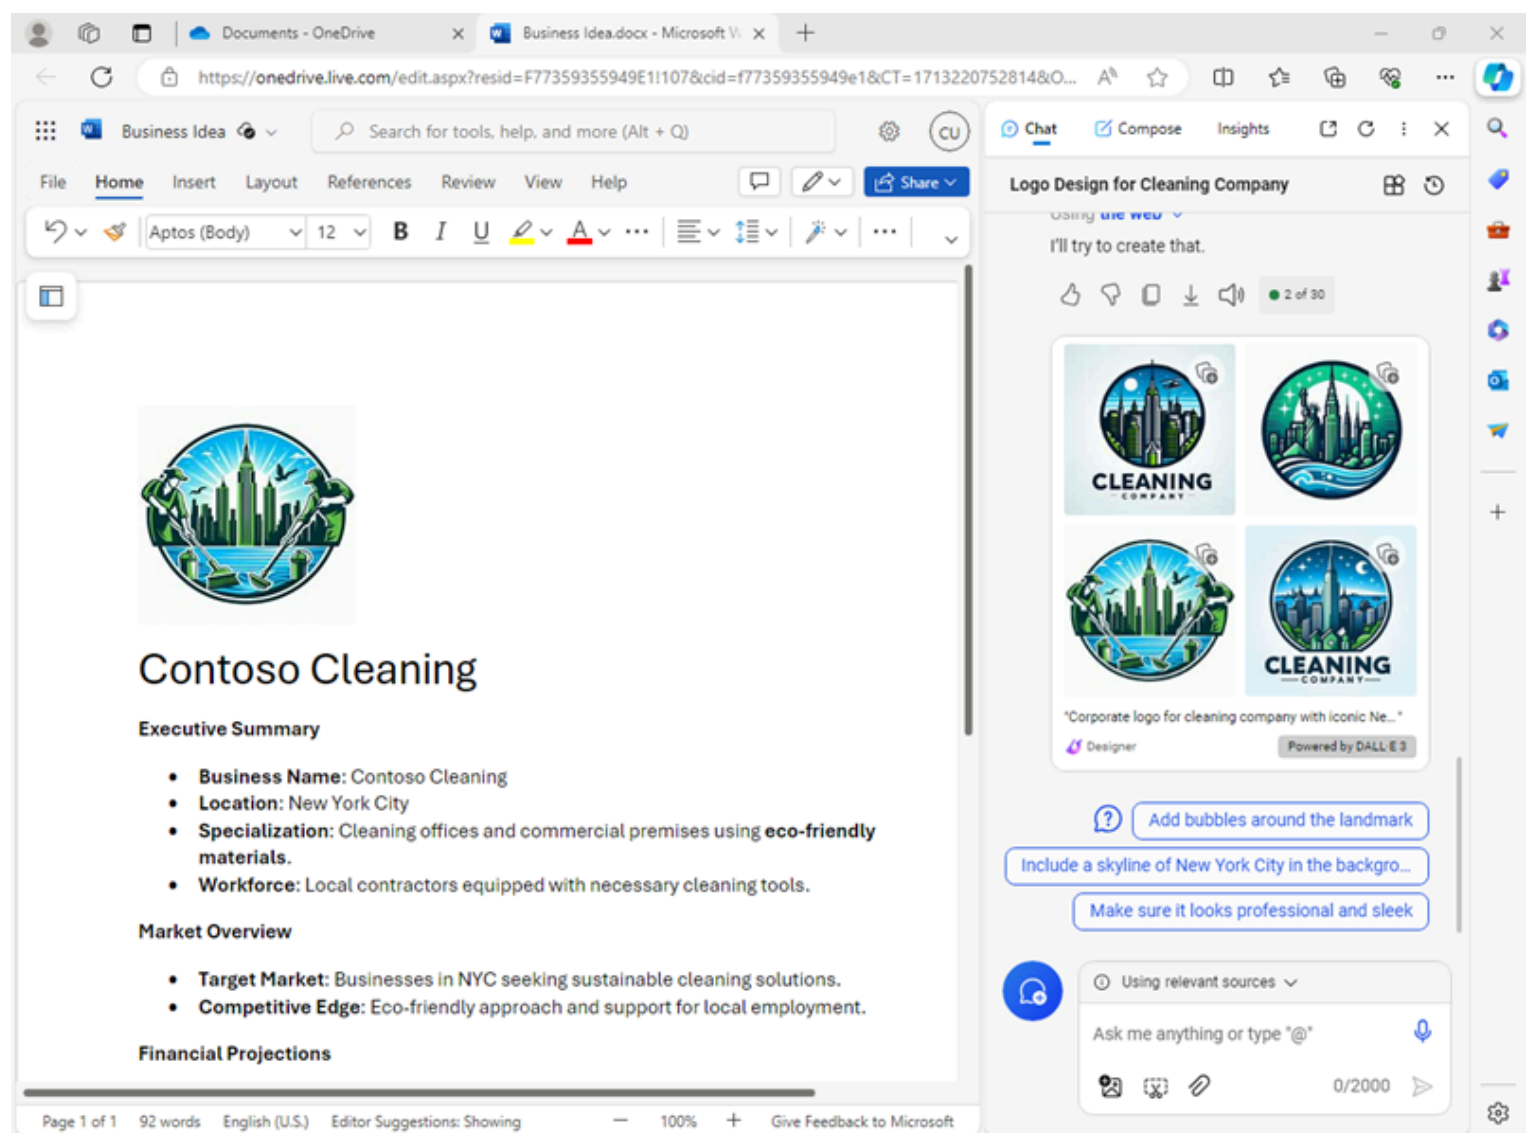 Documents - OneDrive
Business Idea.docx - Microsoft W
https://onedrive.live.com/edit.aspx?resid=F77359355949E1!107&cid=f77359355949e1&CT=1713220752814&O...
Business Idea
Search for tools, help, and more (Alt + Q)
CU
File Home Insert Layout References Review View Help
Share
Aptos (Body) 12 B I U A
Contoso Cleaning
Executive Summary
• Business Name: Contoso Cleaning
• Location: New York City
• Specialization: Cleaning offices and commercial premises using eco-friendly
materials.
• Workforce: Local contractors equipped with necessary cleaning tools.
Market Overview
• Target Market: Businesses in NYC seeking sustainable cleaning solutions.
• Competitive Edge: Eco-friendly approach and support for local employment.
Financial Projections
Page 1 of 1 92 words English (U.S.) Editor Suggestions: Showing 100% Give Feedback to Microsoft
Chat Compose Insights
Logo Design for Cleaning Company
Using the web
I'll try to create that.
2 of 30
CLEANING
COMPANY
CLEANING
COMPANY
"Corporate logo for cleaning company with iconic Ne..."
Designer
Powered by DALL·E 3
Add bubbles around the landmark
Include a skyline of New York City in the backgro...
Make sure it looks professional and sleek
Using relevant sources
Ask me anything or type "@"
0/2000